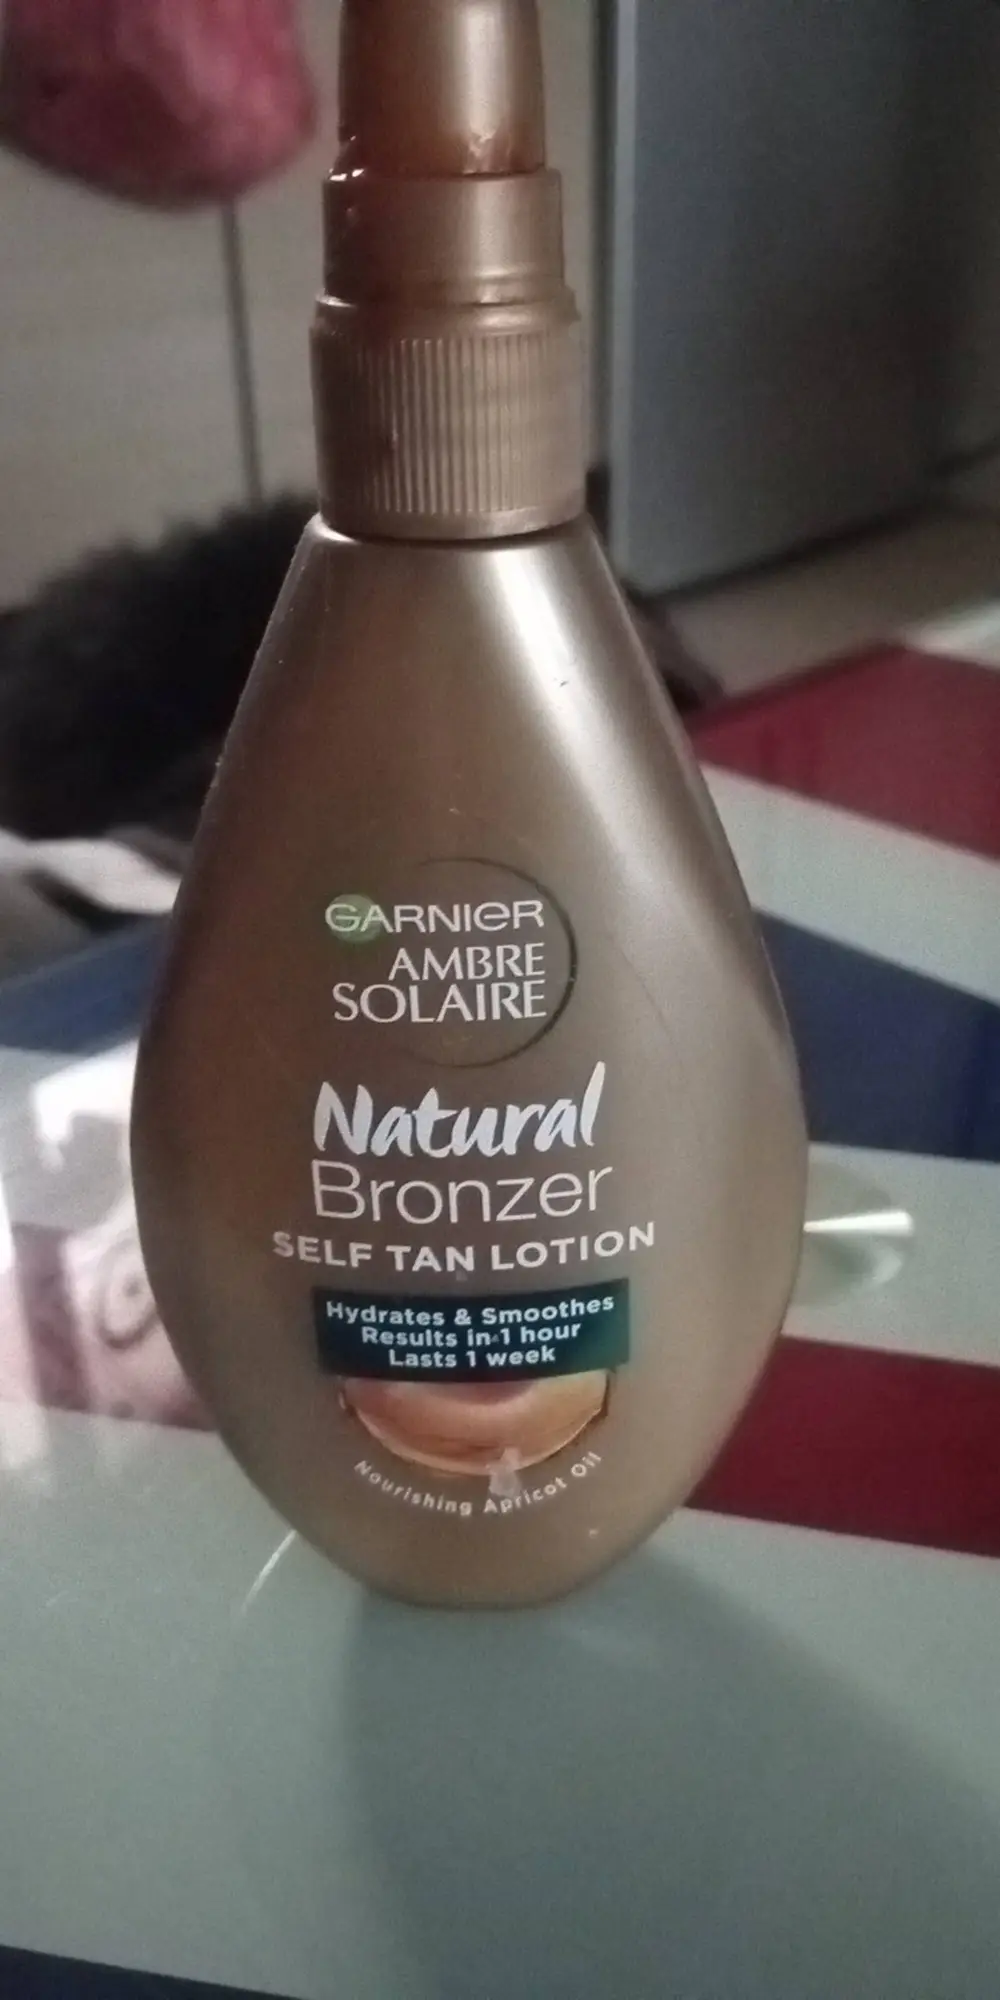 GARNIER
AMBRE
SOLAIRE
Natural
Bronzer
SELF TAN LOTION
Hydrates & Smoothes
Results in 1 hour
Lasts 1 week
Nourishing Apricot Oil